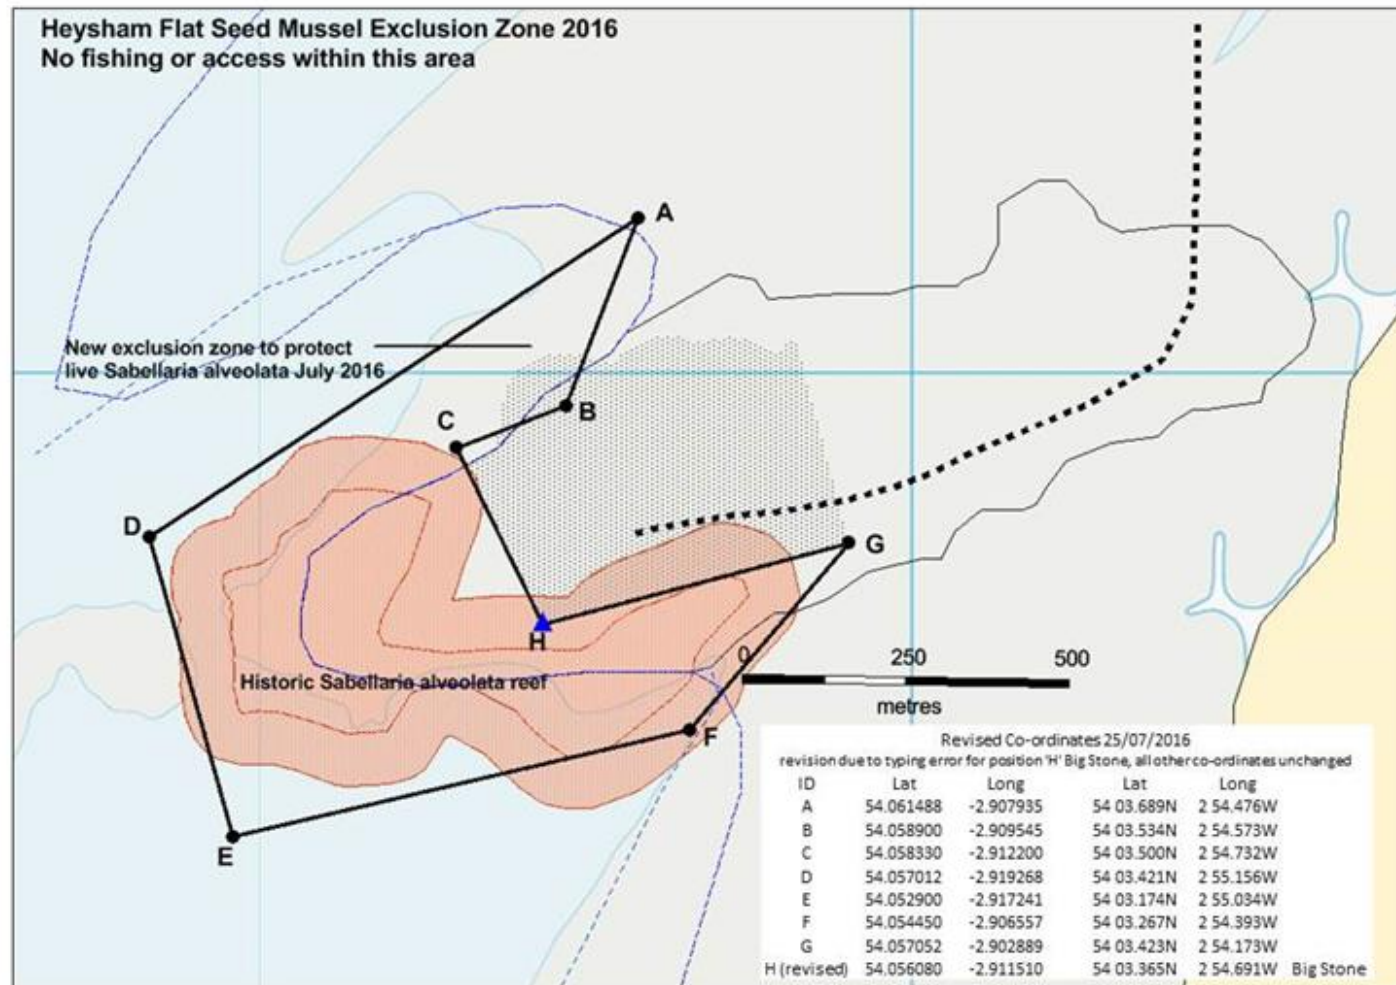 Heysham Flat Seed Mussel Exclusion Zone 2016
No fishing or access within this area
A
New exclusion zone to protect
live Sabellaria alveolata July 2016
B
C
D
G
H
0 250 500
metres
Historic Sabellaria alveolata reef
F
E
Revised Co-ordinates 25/07/2016
revision due to typing error for position 'H' Big Stone, all other co-ordinates unchanged
ID Lat Long Lat Long
A 54.061488 -2.907935 54 03.689N 2 54.476W
B 54.058900 -2.909545 54 03.534N 2 54.573W
C 54.058330 -2.912200 54 03.500N 2 54.732W
D 54.057012 -2.919268 54 03.421N 2 55.156W
E 54.052900 -2.917241 54 03.174N 2 55.034W
F 54.054450 -2.906557 54 03.267N 2 54.393W
G 54.057052 -2.902889 54 03.423N 2 54.173W
H (revised) 54.056080 -2.911510 54 03.365N 2 54.691W Big Stone